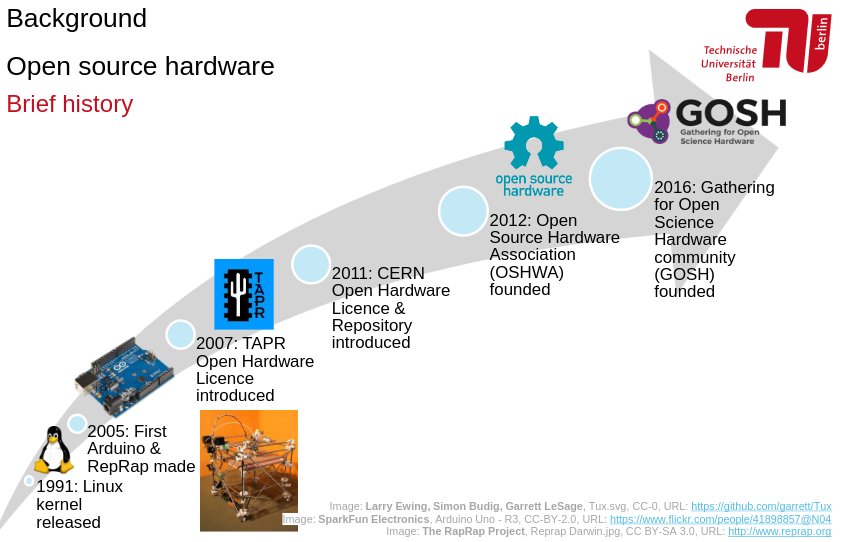 Background
Open source hardware
Brief history
Technische
Universität
Berlin
berlin
GOSH
Gathering for Open
Science Hardware
open source
hardware
2016: Gathering
for Open
Science
Hardware
community
(GOSH)
founded
2012: Open
Source Hardware
Association
(OSHWA)
founded
2011: CERN
Open Hardware
Licence &
Repository
introduced
TAPR
2007: TAPR
Open Hardware
Licence
introduced
2005: First
Arduino &
RepRap made
1991: Linux
kernel
released
Image: Larry Ewing, Simon Budig, Garrett LeSage, Tux.svg, CC-0, URL: https://github.com/garrett/Tux
Image: SparkFun Electronics, Arduino Uno - R3, CC-BY-2.0, URL: https://www.flickr.com/people/41898857@N04
Image: The RapRap Project, Reprap Darwin.jpg, CC BY-SA 3.0, URL: http://www.reprap.org